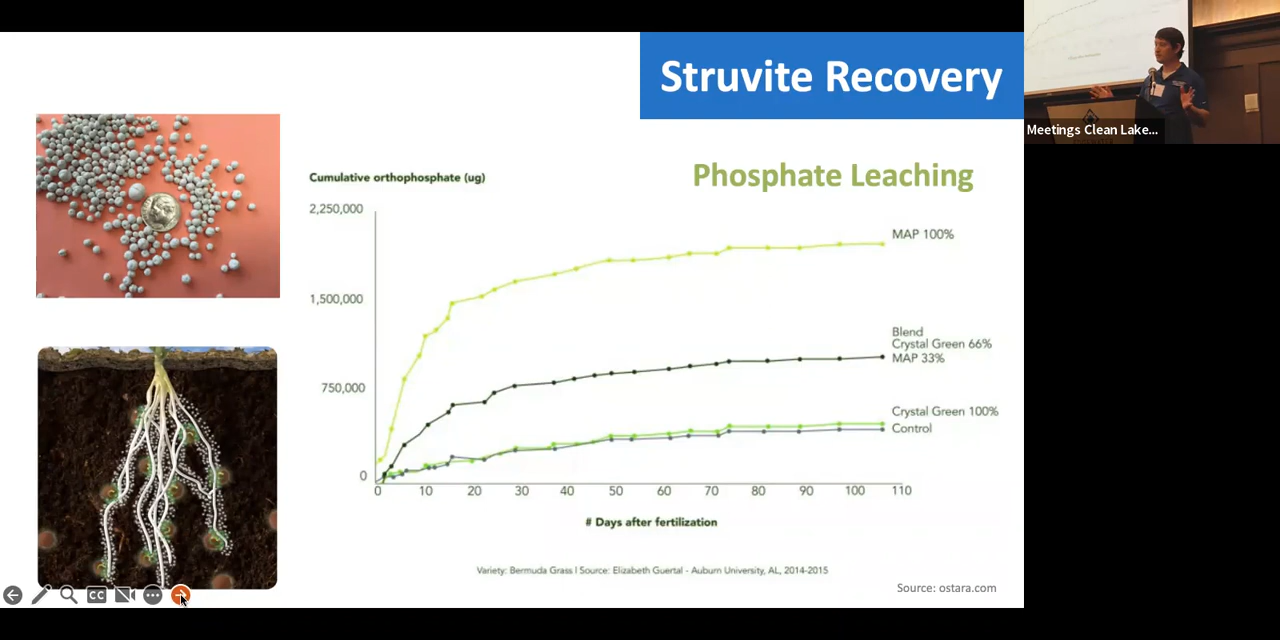 Struvite Recovery
Meetings Clean Lake...
Phosphate Leaching
Cumulative orthophosphate (ug)
2,250,000
1,500,000
750,000
0
MAP 100%
Blend
Crystal Green 66%
MAP 33%
Crystal Green 100%
Control
0 10 20 30 40 50 60 70 80 90 100 110
# Days after fertilization
Variety: Bermuda Grass I Source: Elizabeth Guertal - Auburn University, AL, 2014-2015
Source: ostara.com
CC